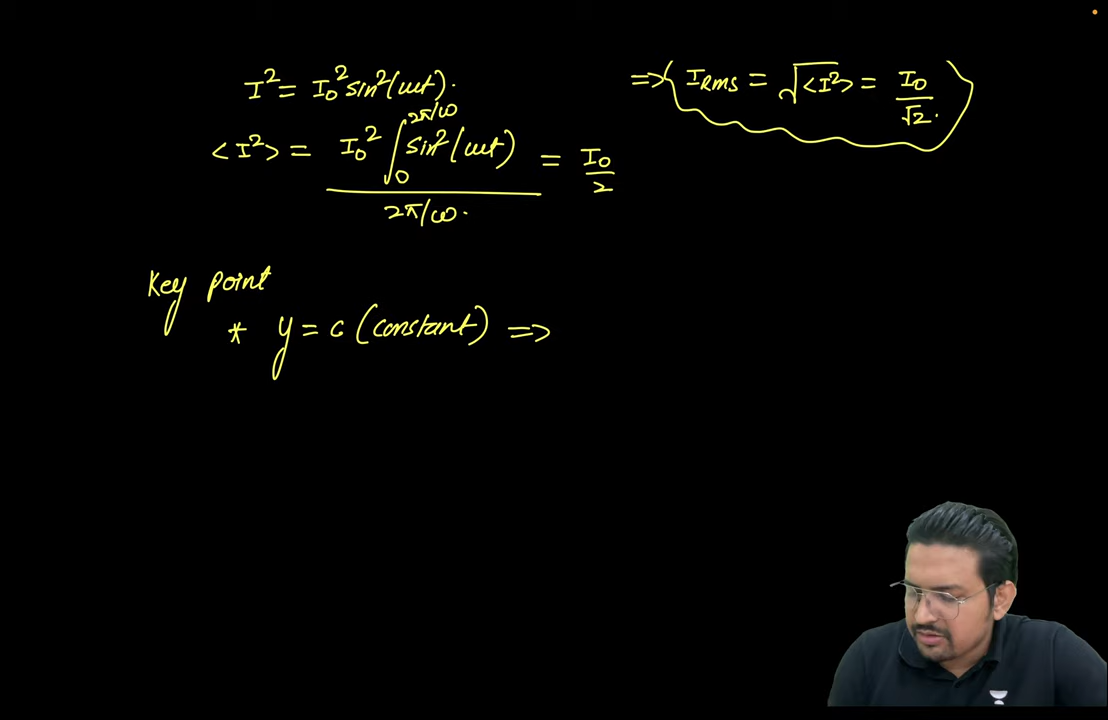 I² = I₀² sin²(ωt).
<I²> = I₀² ∫₀^(2π/ω) sin²(ωt) / 2π/ω. = I₀/2
=> I_RMS = √<I²> = I₀/√2.
Key point
* y = c (constant) =>